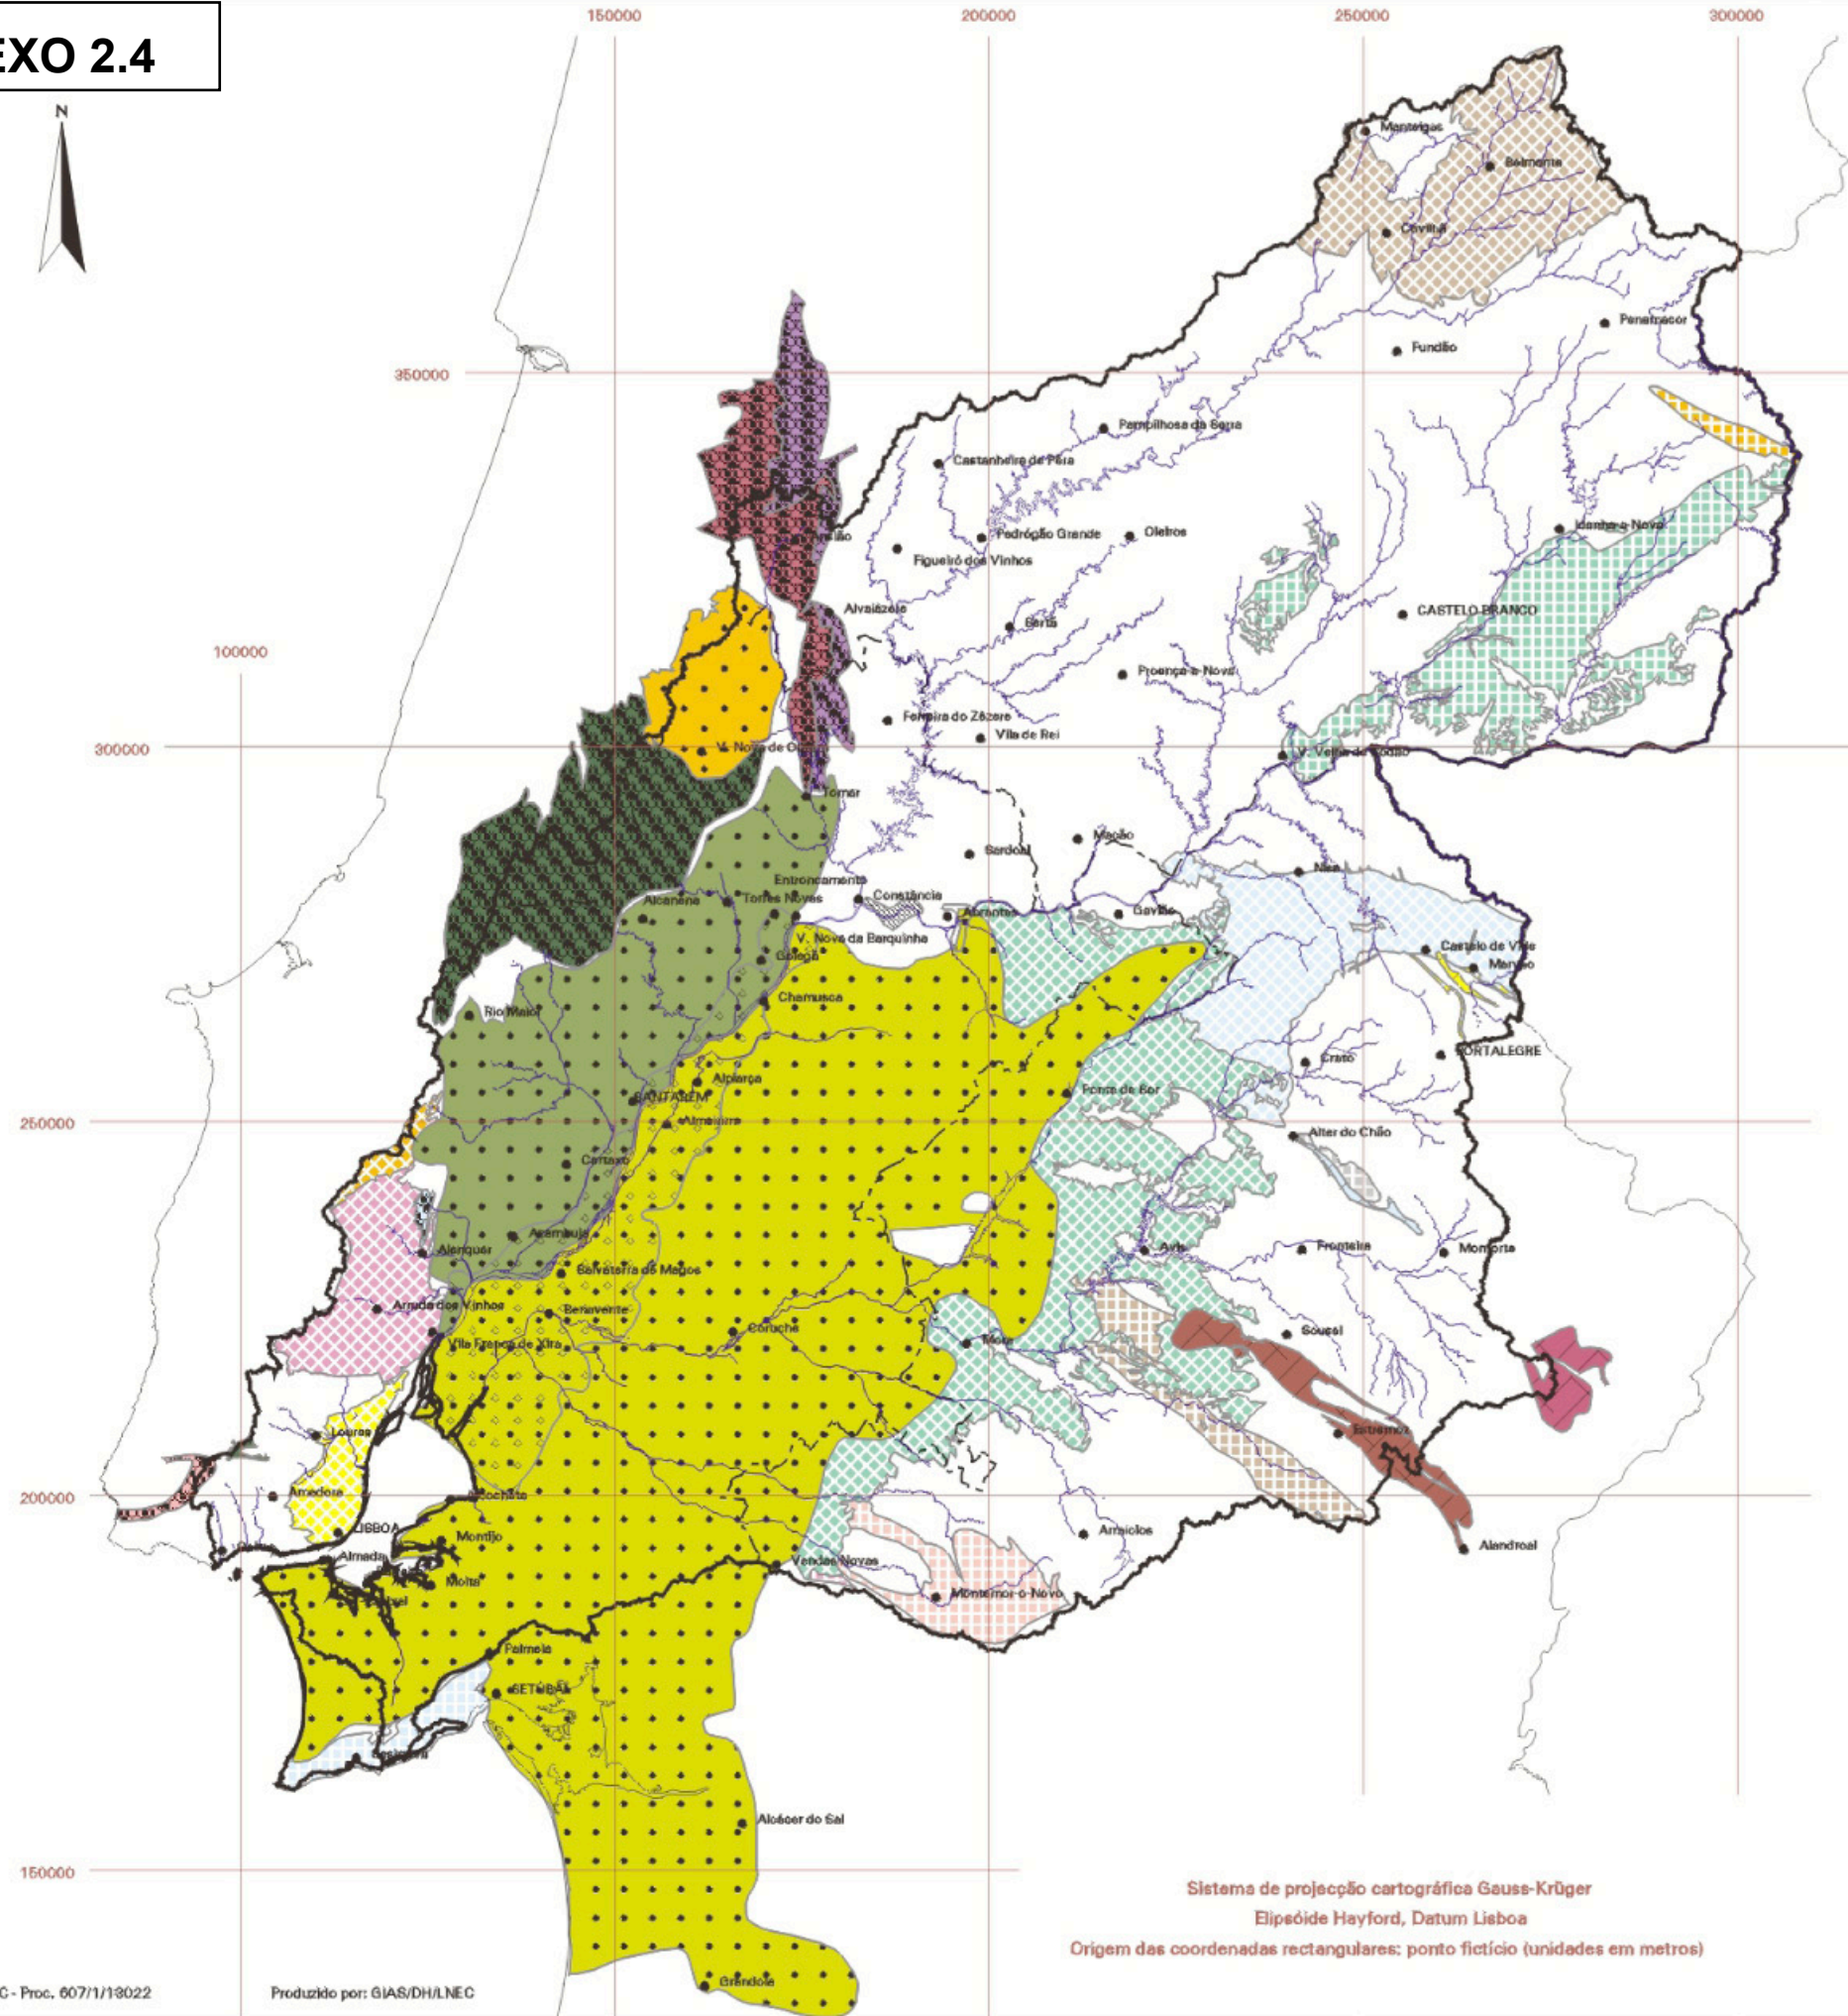 EXO 2.4
150000
200000
250000
300000
N
Manteigas
Belmonte
Covilhã
Penamacor
Fundão
350000
Pampilhosa da Serra
Castanheira de Pêra
Idanha-a-Nova
Pedrógão Grande
Oleiros
Figueiró dos Vinhos
Alvaiázere
CASTELO BRANCO
Sertã
100000
Proença-a-Nova
Ferreira do Zêzere
Vila de Rei
300000
V. Nova de
V. Velha de Ródão
Tomar
Mação
Sardoal
Nisa
Entroncamento
Constância
Alcanena
Torres Novas
Abrantes
Gavião
V. Nova da Barquinha
Castelo de Vide
Golegã
Marvão
Chamusca
Rio Maior
PORTALEGRE
Crato
Alpiarça
Ponte de Sor
SANTARÉM
250000
Almeirim
Alter do Chão
Cartaxo
Azambuja
Alenquer
Avis
Fronteira
Monforte
Salvaterra de Magos
Arruda dos Vinhos
Benavente
Coruche
Sousel
Vila Franca de Xira
Mora
Loures
Estremoz
200000
Amadora
Alcochete
LISBOA
Montijo
Arraiolos
Alandroal
Almada
Vendas Novas
Moita
Montemor-o-Novo
Palmela
SETÚBAL
Sesimbra
Alcácer do Sal
150000
Sistema de projecção cartográfica Gauss-Krüger
Elipsóide Hayford, Datum Lisboa
Origem das coordenadas rectangulares: ponto fictício (unidades em metros)
Grândola
C - Proc. 607/1/13022
Produzido por: GIAS/DH/LNEC